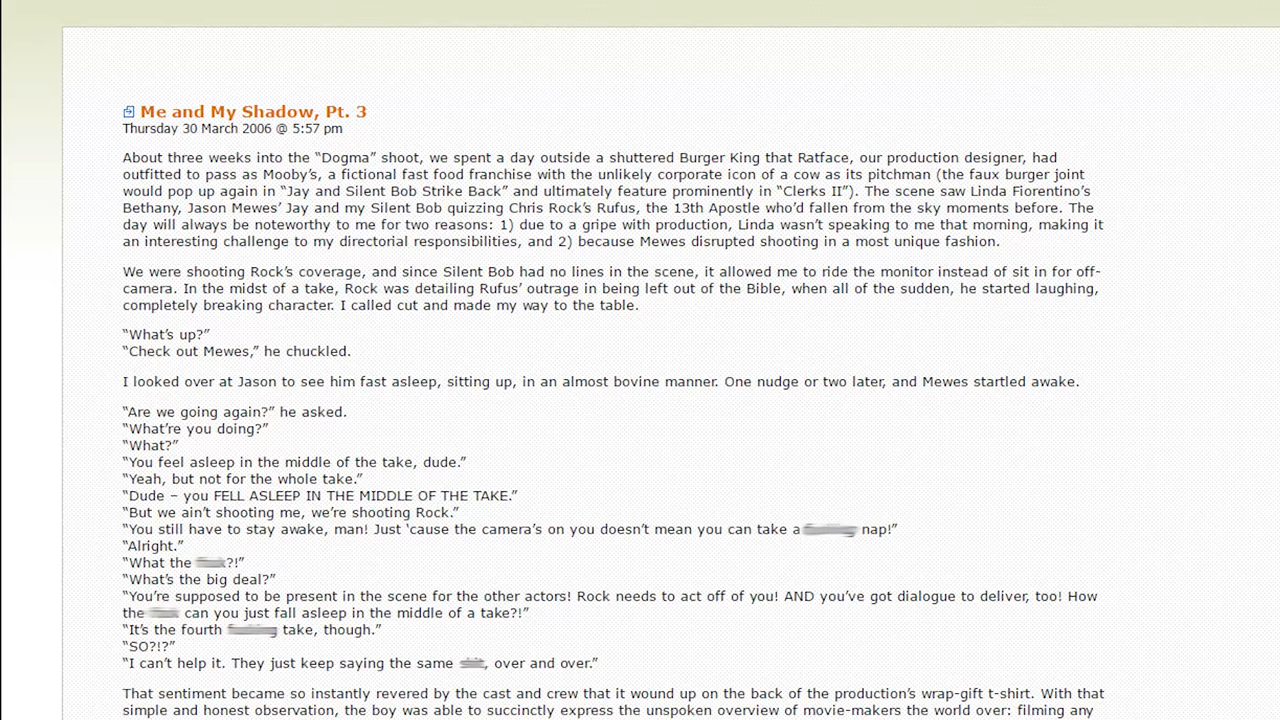 Me and My Shadow, Pt. 3
Thursday 30 March 2006 @ 5:57 pm
About three weeks into the “Dogma” shoot, we spent a day outside a shuttered Burger King that Ratface, our production designer, had
outfitted to pass as Mooby’s, a fictional fast food franchise with the unlikely corporate icon of a cow as its pitchman (the faux burger joint
would pop up again in “Jay and Silent Bob Strike Back” and ultimately feature prominently in “Clerks II”). The scene saw Linda Fiorentino’s
Bethany, Jason Mewes’ Jay and my Silent Bob quizzing Chris Rock’s Rufus, the 13th Apostle who’d fallen from the sky moments before. The
day will always be noteworthy to me for two reasons: 1) due to a gripe with production, Linda wasn’t speaking to me that morning, making it
an interesting challenge to my directorial responsibilities, and 2) because Mewes disrupted shooting in a most unique fashion.
We were shooting Rock’s coverage, and since Silent Bob had no lines in the scene, it allowed me to ride the monitor instead of sit in for off-
camera. In the midst of a take, Rock was detailing Rufus’ outrage in being left out of the Bible, when all of the sudden, he started laughing,
completely breaking character. I called cut and made my way to the table.
“What’s up?”
“Check out Mewes,” he chuckled.
I looked over at Jason to see him fast asleep, sitting up, in an almost bovine manner. One nudge or two later, and Mewes startled awake.
“Are we going again?” he asked.
“What’re you doing?”
“What?”
“You feel asleep in the middle of the take, dude.”
“Yeah, but not for the whole take.”
“Dude – you FELL ASLEEP IN THE MIDDLE OF THE TAKE.”
“But we ain’t shooting me, we’re shooting Rock.”
“You still have to stay awake, man! Just ‘cause the camera’s on you doesn’t mean you can take a nap!”
“Alright.”
“What the ?!”
“What’s the big deal?”
“You’re supposed to be present in the scene for the other actors! Rock needs to act off of you! AND you’ve got dialogue to deliver, too! How
the can you just fall asleep in the middle of a take?!”
“It’s the fourth take, though.”
“SO?!?”
“I can’t help it. They just keep saying the same , over and over.”
That sentiment became so instantly revered by the cast and crew that it wound up on the back of the production’s wrap-gift t-shirt. With that
simple and honest observation, the boy was able to succinctly express the unspoken overview of movie-makers the world over: filming any